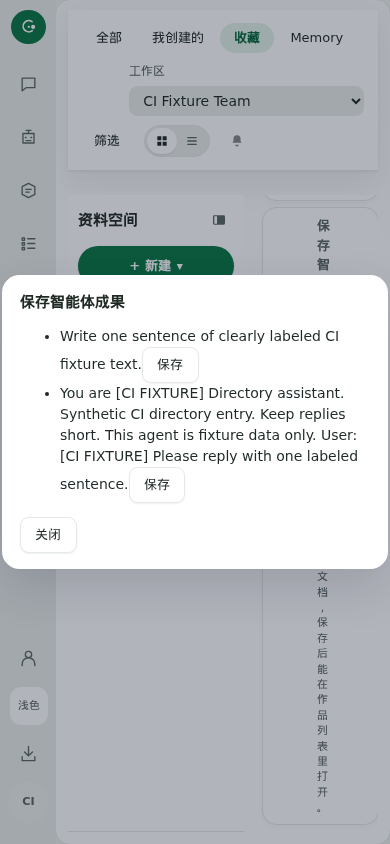 全部 我创建的 收藏 Memory
工作区
CI Fixture Team
筛选
资料空间
+ 新建 ▾
保
存
智
保存智能体成果
• Write one sentence of clearly labeled CI
fixture text. 保存
• You are [CI FIXTURE] Directory assistant.
Synthetic CI directory entry. Keep replies
short. This agent is fixture data only. User:
[CI FIXTURE] Please reply with one labeled
sentence. 保存
关闭
文
档
，
保
存
后
能
在
作
品
列
表
里
打
开
。
浅色
CI